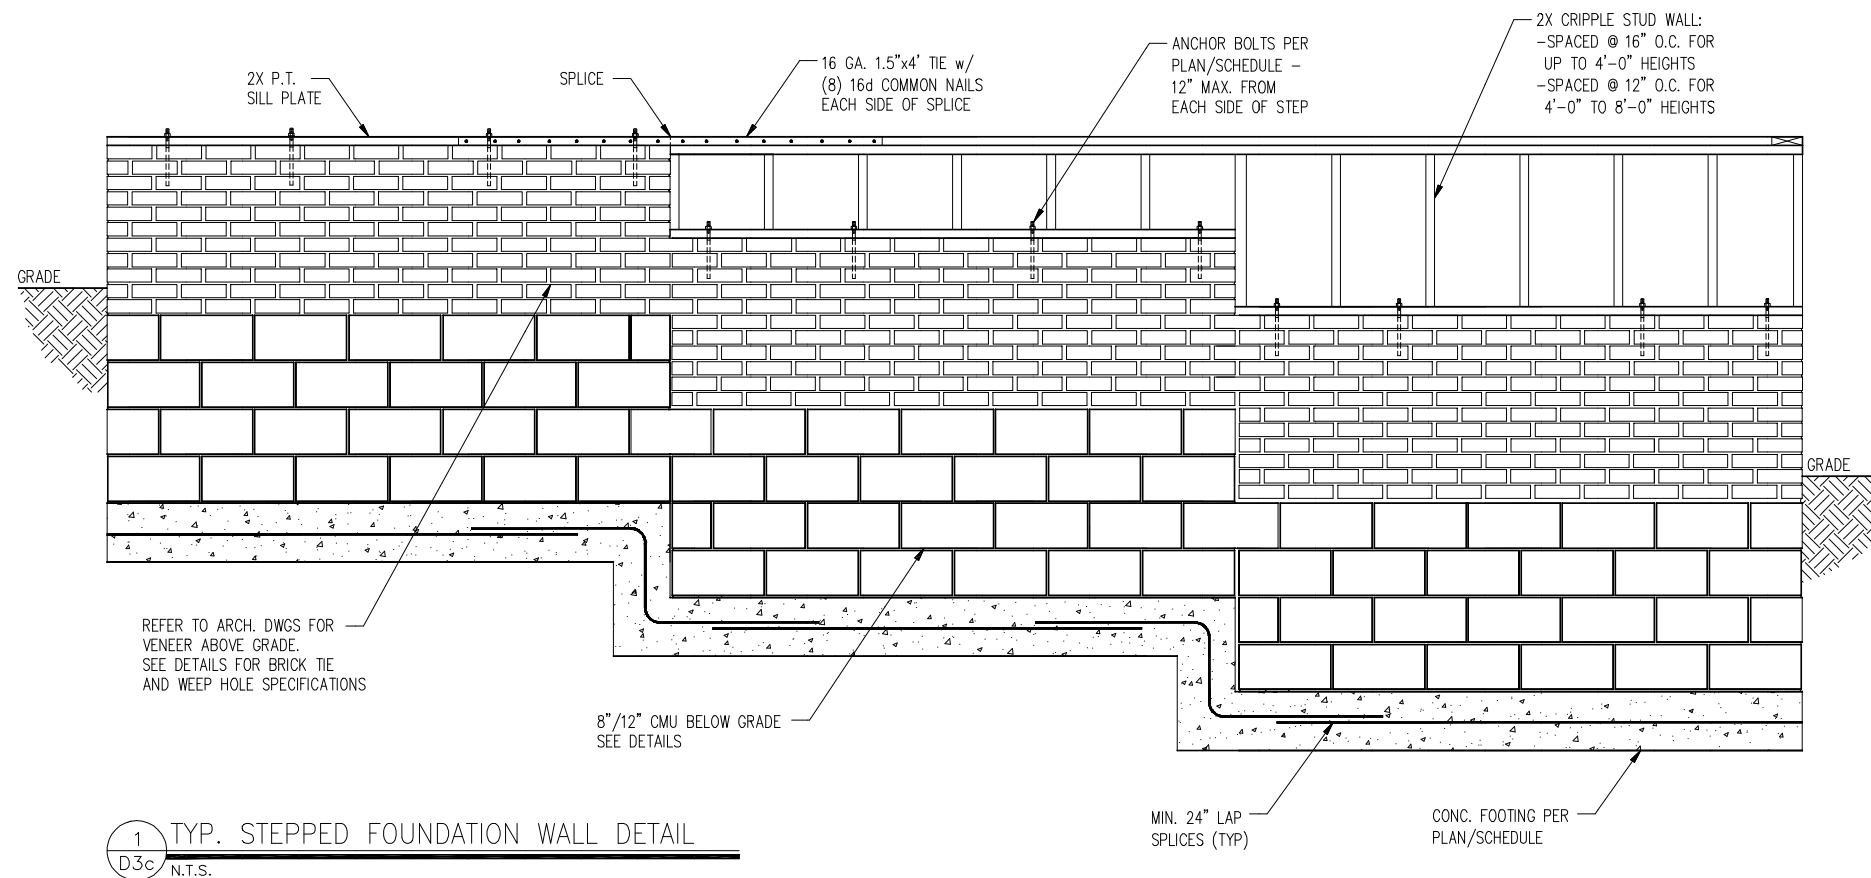 2X P.T.
SILL PLATE
SPLICE
16 GA. 1.5"x4' TIE w/
(8) 16d COMMON NAILS
EACH SIDE OF SPLICE
ANCHOR BOLTS PER
PLAN/SCHEDULE -
12" MAX. FROM
EACH SIDE OF STEP
2X CRIPPLE STUD WALL:
-SPACED @ 16" O.C. FOR
UP TO 4'-0" HEIGHTS
-SPACED @ 12" O.C. FOR
4'-0" TO 8'-0" HEIGHTS
GRADE
GRADE
REFER TO ARCH. DWGS FOR
VENEER ABOVE GRADE.
SEE DETAILS FOR BRICK TIE
AND WEEP HOLE SPECIFICATIONS
8"/12" CMU BELOW GRADE
SEE DETAILS
MIN. 24" LAP
SPLICES (TYP)
CONC. FOOTING PER
PLAN/SCHEDULE
1
D3c
TYP. STEPPED FOUNDATION WALL DETAIL
N.T.S.